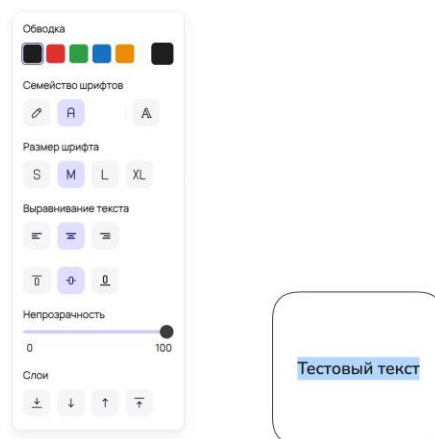 Обводка
Семейство шрифтов
A A
Размер шрифта
S M L XL
Выравнивание текста
Непрозрачность
0 100
Слои
Тестовый текст